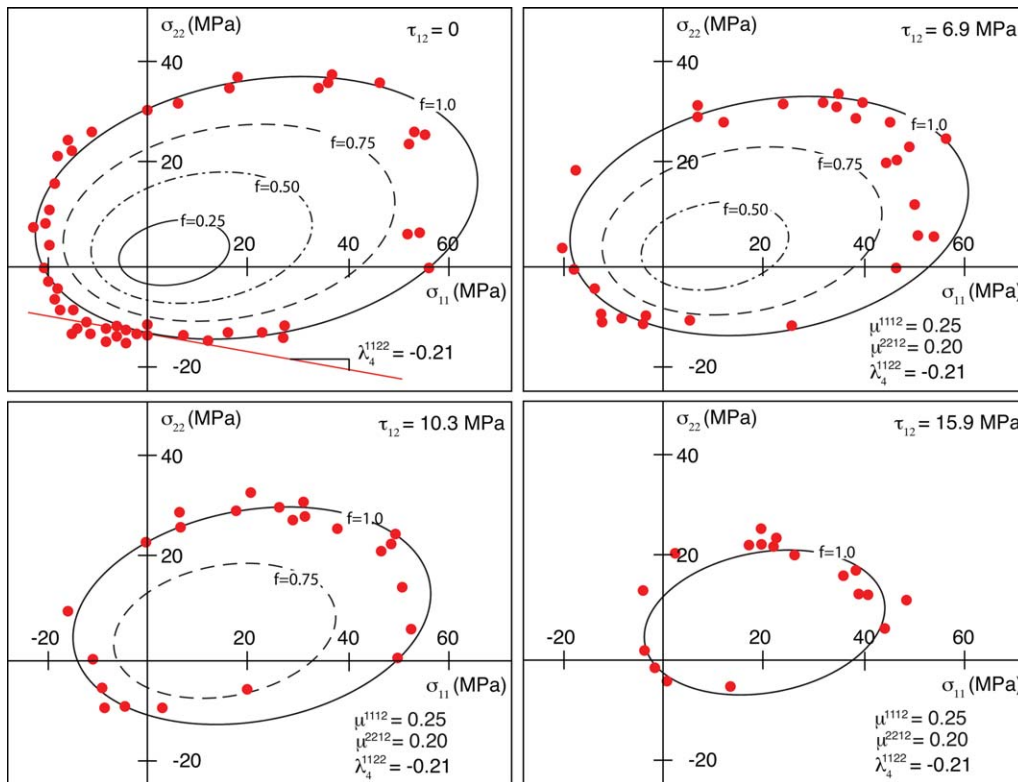 σ22 (MPa)
τ12 = 0
40
f=1.0
f=0.75
20
f=0.50
f=0.25
20
40
60
σ11 (MPa)
-20
λ4^1122 = -0.21
σ22 (MPa)
τ12 = 6.9 MPa
40
f=1.0
20
f=0.75
f=0.50
-20
20
40
60
σ11 (MPa)
μ^1112 = 0.25
μ^2212 = 0.20
-20
λ4^1122 = -0.21
σ22 (MPa)
τ12 = 10.3 MPa
40
f=1.0
20
f=0.75
-20
20
40
60
σ11 (MPa)
μ^1112 = 0.25
μ^2212 = 0.20
-20
λ4^1122 = -0.21
σ22 (MPa)
τ12 = 15.9 MPa
40
20
f=1.0
-20
20
40
60
σ11 (MPa)
μ^1112 = 0.25
μ^2212 = 0.20
-20
λ4^1122 = -0.21